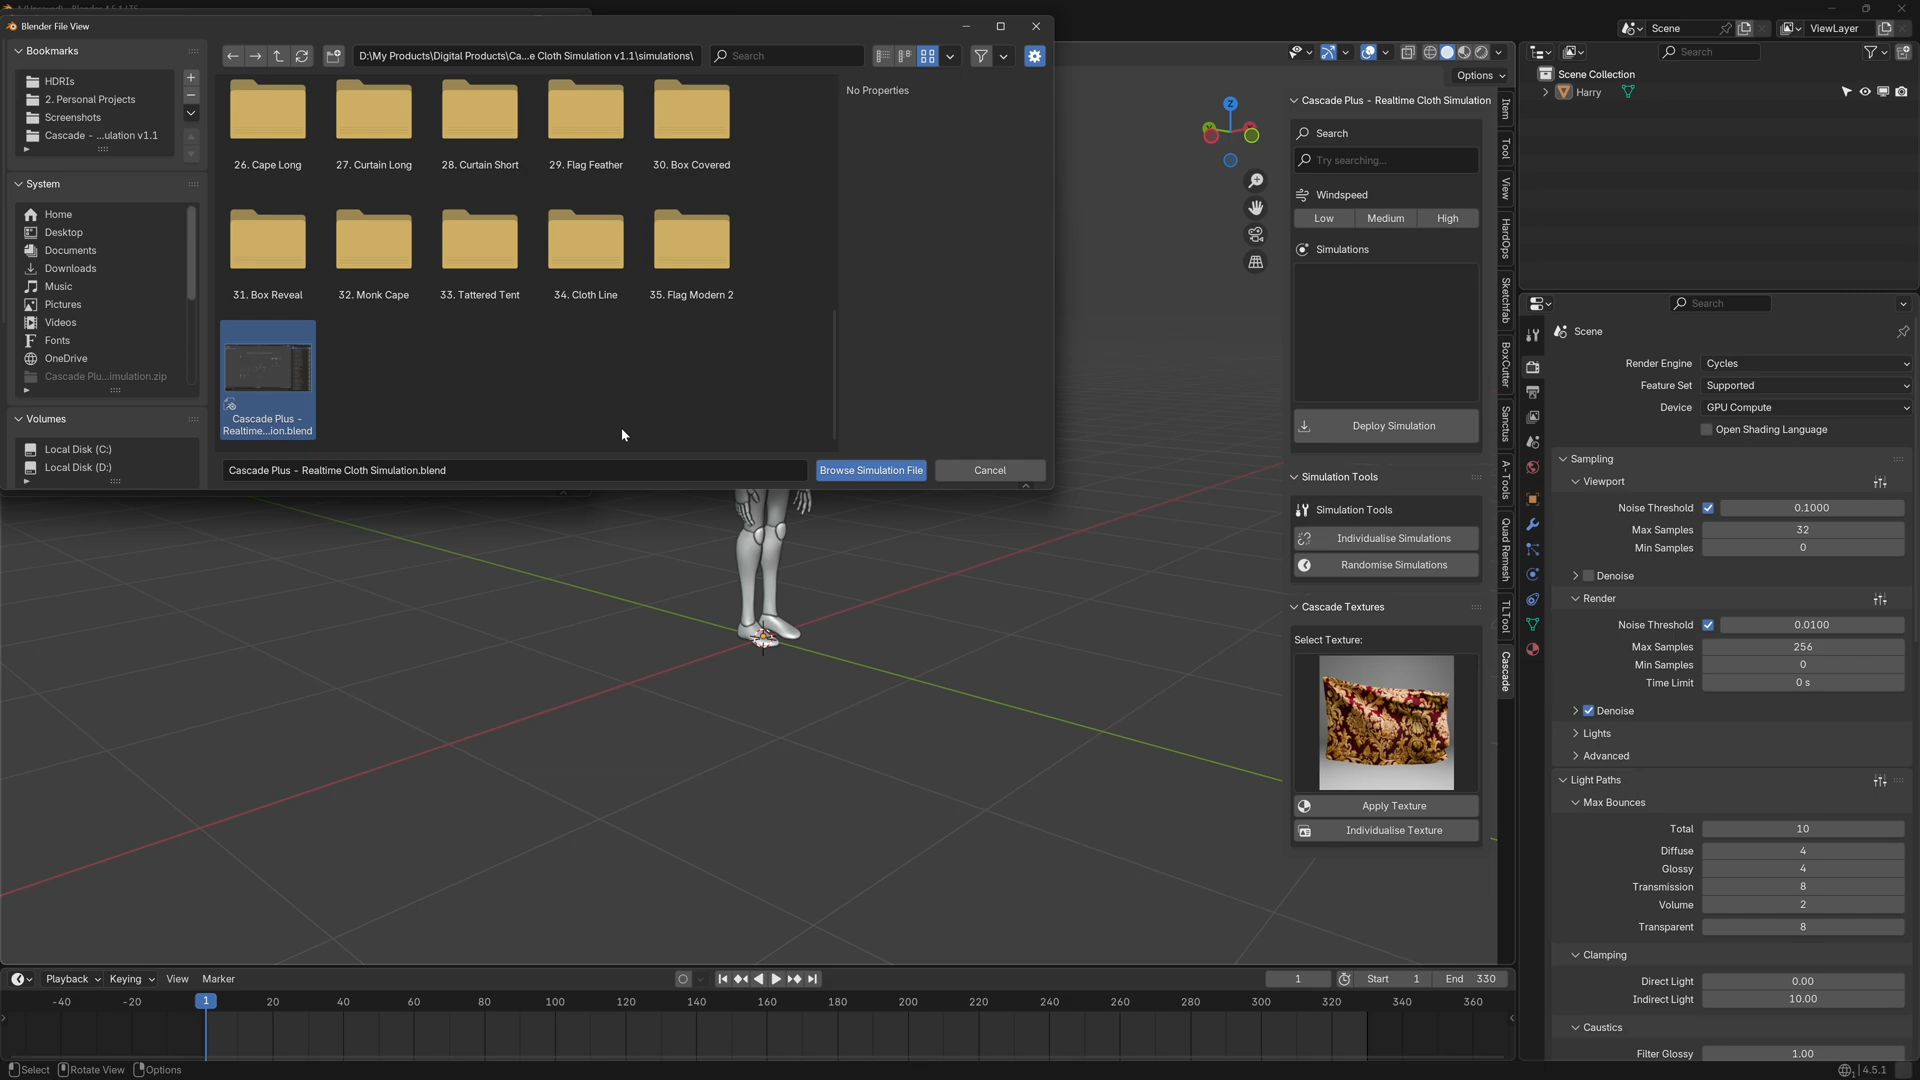 Blender File View
Bookmarks
HDRIs
2. Personal Projects
Screenshots
Cascade - ...ulation v1.1
System
Home
Desktop
Documents
Downloads
Music
Pictures
Videos
Fonts
OneDrive
Cascade Plu...imulation.zip
Volumes
Local Disk (C:)
Local Disk (D:)
D:\My Products\Digital Products\Ca...e Cloth Simulation v1.1\simulations\
Search
26. Cape Long
27. Curtain Long
28. Curtain Short
29. Flag Feather
30. Box Covered
31. Box Reveal
32. Monk Cape
33. Tattered Tent
34. Cloth Line
35. Flag Modern 2
Cascade Plus -
Realtime...ion.blend
No Properties
Cascade Plus - Realtime Cloth Simulation.blend
Browse Simulation File
Cancel
Options
Z
Cascade Plus - Realtime Cloth Simulation
Search
Try searching...
Windspeed
Low
Medium
High
Simulations
Deploy Simulation
Simulation Tools
Simulation Tools
Individualise Simulations
Randomise Simulations
Cascade Textures
Select Texture:
Apply Texture
Individualise Texture
Item
Tool
View
HardOps
Sketchfab
BoxCutter
Sanctus
A-Tools
Quad Remesh
TLTool
Cascade
Scene
ViewLayer
Search
Scene Collection
Harry
Search
Scene
Render Engine Cycles
Feature Set Supported
Device GPU Compute
Open Shading Language
Sampling
Viewport
Noise Threshold 0.1000
Max Samples 32
Min Samples 0
Denoise
Render
Noise Threshold 0.0100
Max Samples 256
Min Samples 0
Time Limit 0 s
Denoise
Lights
Advanced
Light Paths
Max Bounces
Total 10
Diffuse 4
Glossy 4
Transmission 8
Volume 2
Transparent 8
Clamping
Direct Light 0.00
Indirect Light 10.00
Caustics
Filter Glossy 1.00
Playback Keying View Marker
1 Start 1 End 330
-40 -20 1 20 40 60 80 100 120 140 160 180 200 220 240 260 280 300 320 340 360
Select Rotate View Options
4.5.1